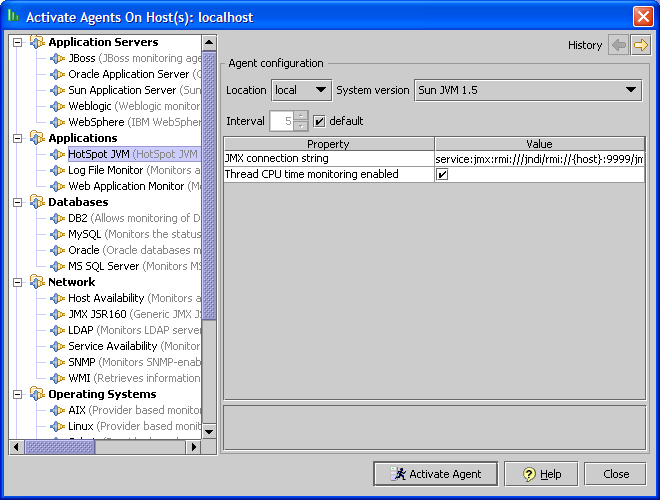 Activate Agents On Host(s): localhost
Application Servers
JBoss (JBoss monitoring age
Oracle Application Server (O
Sun Application Server (Sun
Weblogic (Weblogic monitor
WebSphere (IBM WebSphere
Applications
HotSpot JVM (HotSpot JVM
Log File Monitor (Monitors a
Web Application Monitor (M
Databases
DB2 (Allows monitoring of D
MySQL (Monitors the status
Oracle (Oracle databases m
MS SQL Server (Monitors MS
Network
Host Availability (Monitors a
JMX JSR160 (Generic JMX J
LDAP (Monitors LDAP server
Service Availability (Monitors
SNMP (Monitors SNMP-enab
WMI (Retrieves information
Operating Systems
AIX (Provider based monitor
Linux (Provider based monitor
History
Agent configuration
Location local System version Sun JVM 1.5
Interval 5 default
Property Value
JMX connection string service:jmx:rmi:///jndi/rmi://{host}:9999/jm
Thread CPU time monitoring enabled
Activate Agent Help Close